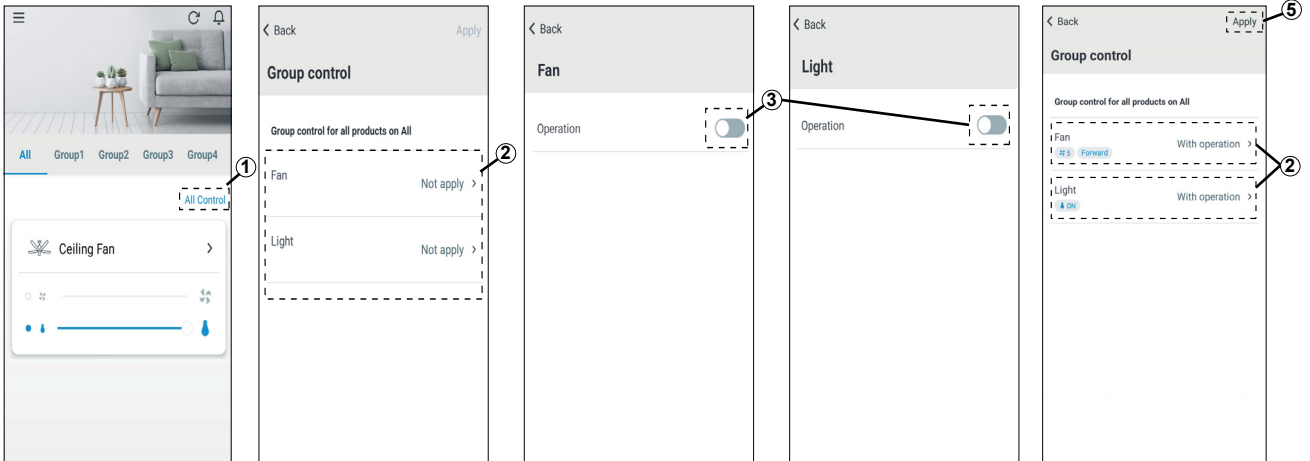 All Group1 Group2 Group3 Group4
1
All Control
Ceiling Fan
Back Apply
Group control
Group control for all products on All
2
Fan
Not apply
Light
Not apply
Back
Fan
Operation
3
Back
Light
Operation
5
Back Apply
Group control
Group control for all products on All
Fan
With operation
5 Forward
2
Light
With operation
ON